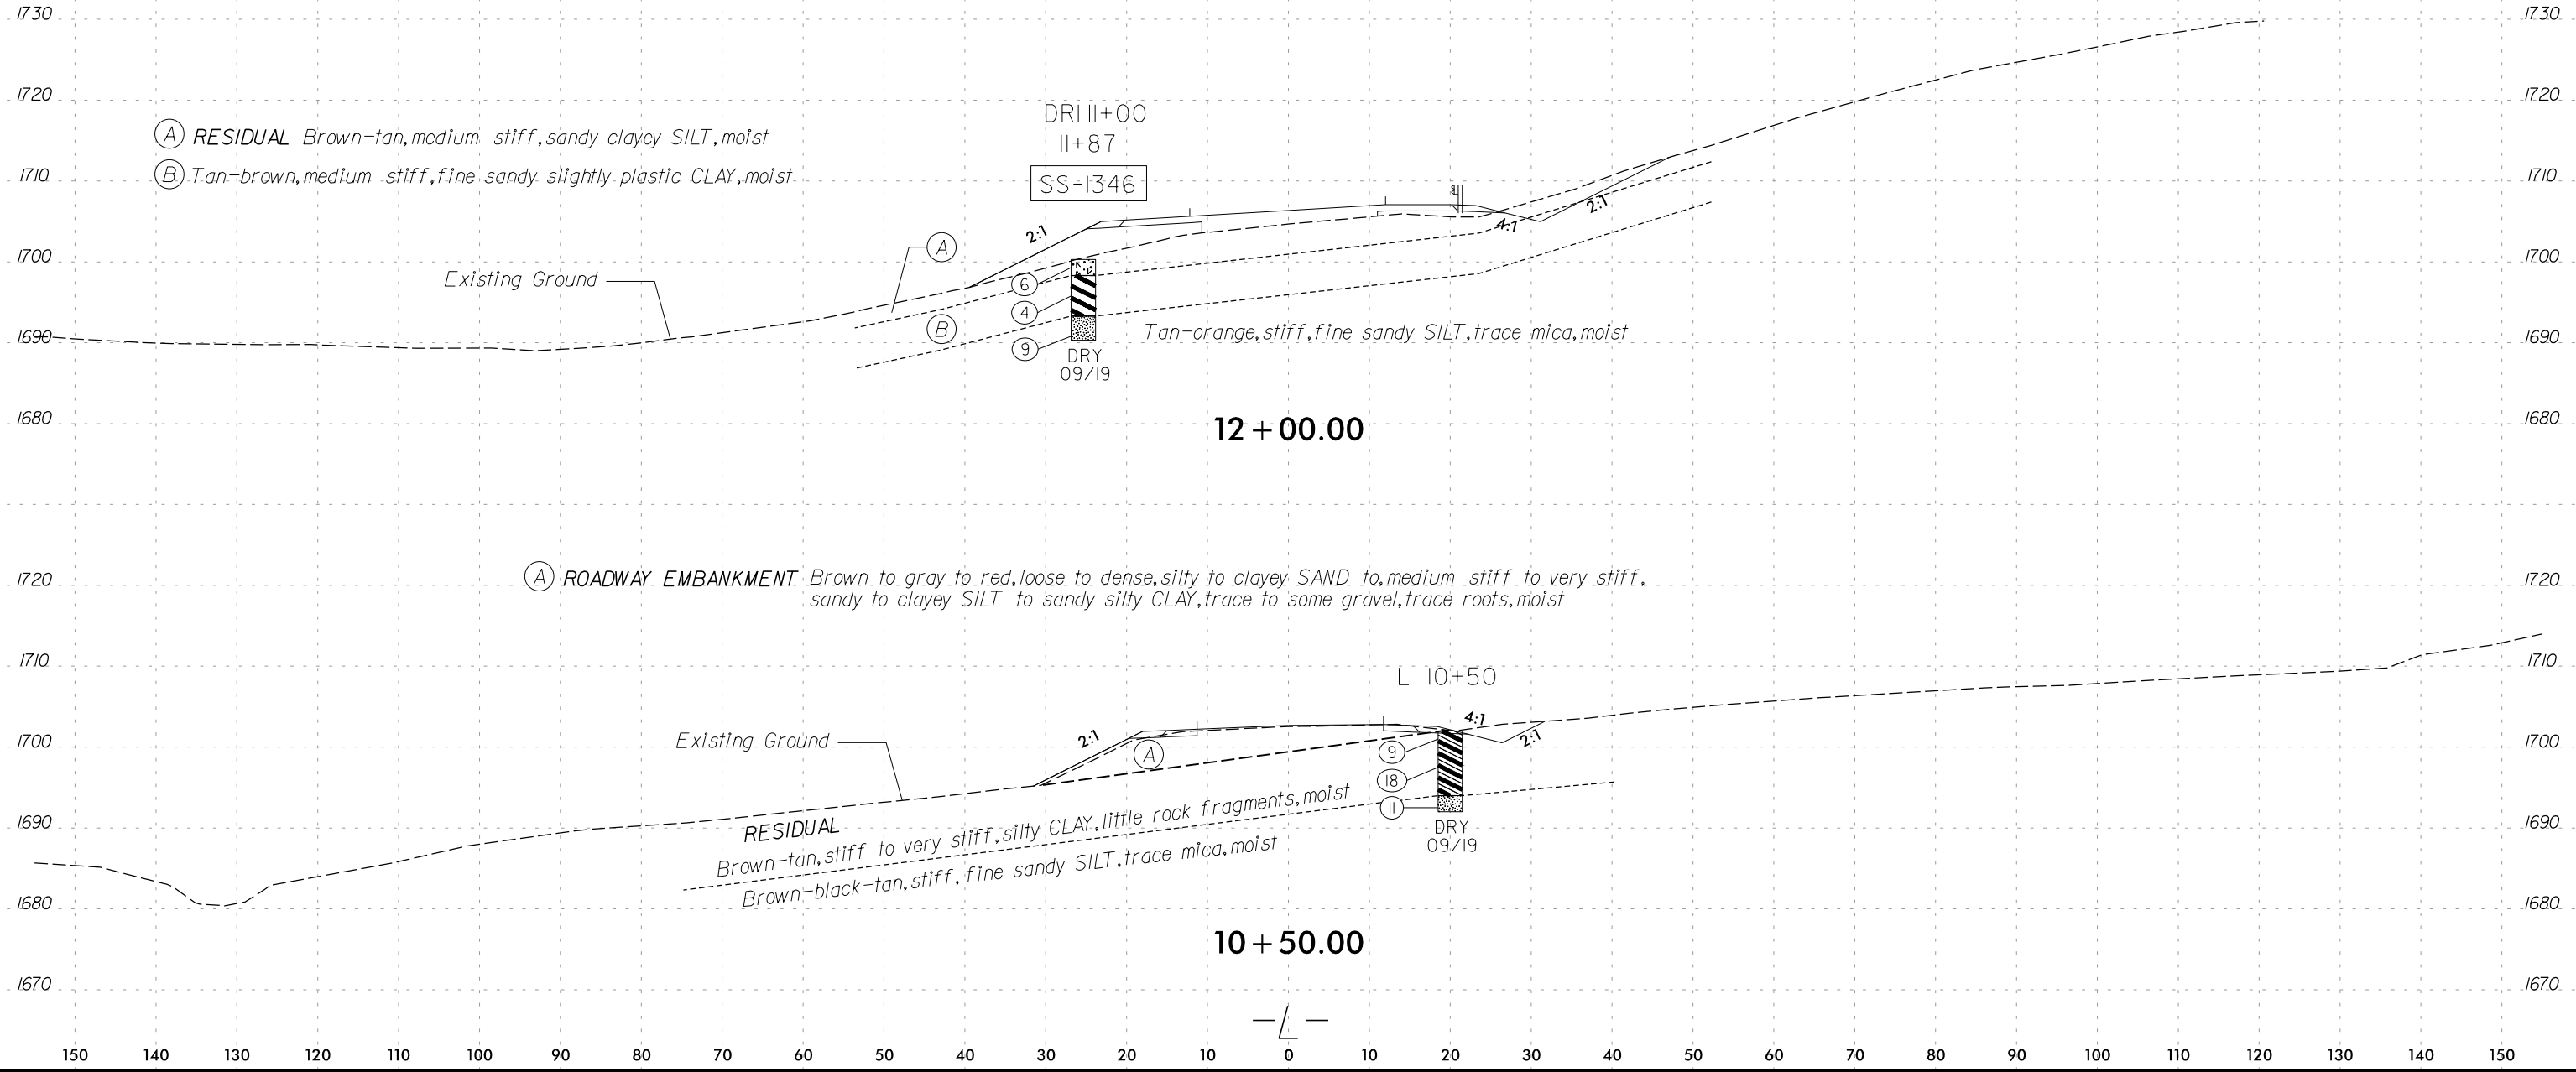 1730 1730
1720 1720
DRI 11+00
11+87
SS-1346
A RESIDUAL Brown-tan, medium stiff, sandy clayey SILT, moist
B Tan-brown, medium stiff, fine sandy slightly plastic CLAY, moist
1710 1710
2:1 4:1 2:1
A
1700 1700
Existing Ground
6
4
B
9
1690 1690
Tan-orange, stiff, fine sandy SILT, trace mica, moist
DRY
09/19
1680 1680
12+00.00
1720 1720
A ROADWAY EMBANKMENT Brown to gray to red, loose to dense, silty to clayey SAND to, medium stiff to very stiff,
sandy to clayey SILT to sandy silty CLAY, trace to some gravel, trace roots, moist
1710 1710
L 10+50
2:1 4:1 2:1
Existing Ground
1700 1700
A
9
18
11
RESIDUAL
Brown-tan, stiff to very stiff, silty CLAY, little rock fragments, moist
1690 1690
DRY
09/19
Brown-black-tan, stiff, fine sandy SILT, trace mica, moist
1680 1680
10+50.00
1670 1670
-L-
150 140 130 120 110 100 90 80 70 60 50 40 30 20 10 0 10 20 30 40 50 60 70 80 90 100 110 120 130 140 150